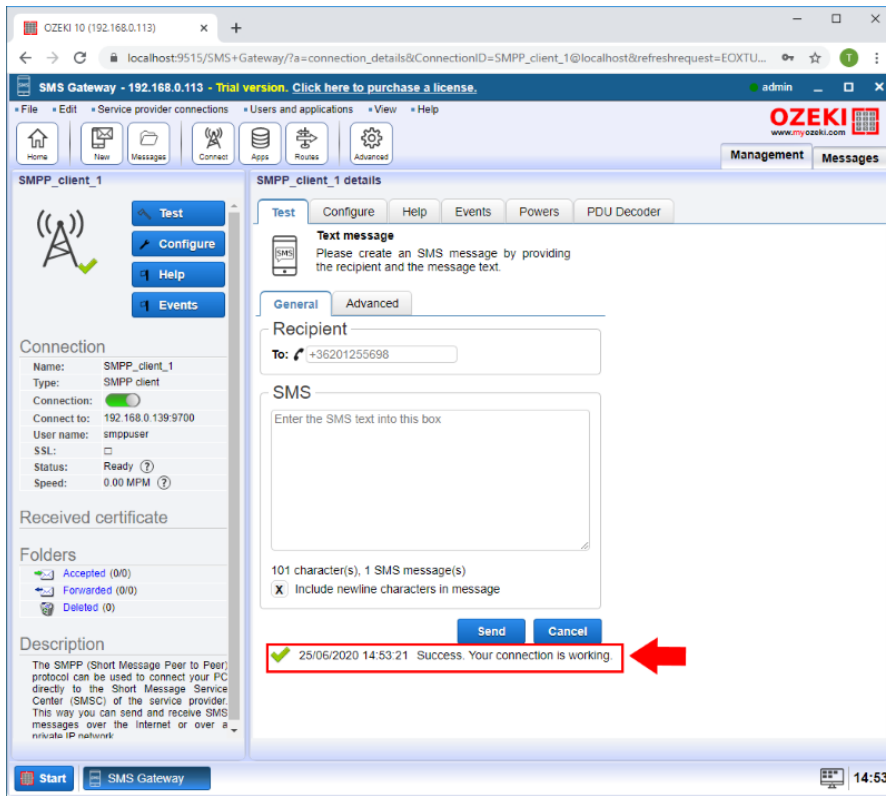 OZEKI 10 (192.168.0.113)
localhost:9515/SMS+Gateway/?a=connection_details&ConnectionID=SMPP_client_1@localhost&refreshrequest=EOXTU...
T
SMS Gateway - 192.168.0.113 - Trial version. Click here to purchase a license.
admin
File Edit Service provider connections Users and applications View Help
OZEKI
www.myozeki.com
Home New Messages Connect Apps Routes Advanced
Management Messages
SMPP_client_1
Test
Configure
Help
Events
Connection
Name: SMPP_client_1
Type: SMPP client
Connection:
Connect to: 192.168.0.139:9700
User name: smppuser
SSL:
Status: Ready ?
Speed: 0.00 MPM ?
Received certificate
Folders
Accepted (0/0)
Forwarded (0/0)
Deleted (0)
Description
The SMPP (Short Message Peer to Peer)
protocol can be used to connect your PC
directly to the Short Message Service
Center (SMSC) of the service provider.
This way you can send and receive SMS
messages over the Internet or over a
private IP network
SMPP_client_1 details
Test Configure Help Events Powers PDU Decoder
SMS
Text message
Please create an SMS message by providing
the recipient and the message text.
General Advanced
Recipient
To: +36201255698
SMS
Enter the SMS text into this box
101 character(s), 1 SMS message(s)
X Include newline characters in message
Send Cancel
25/06/2020 14:53:21 Success. Your connection is working.
Start SMS Gateway 14:53